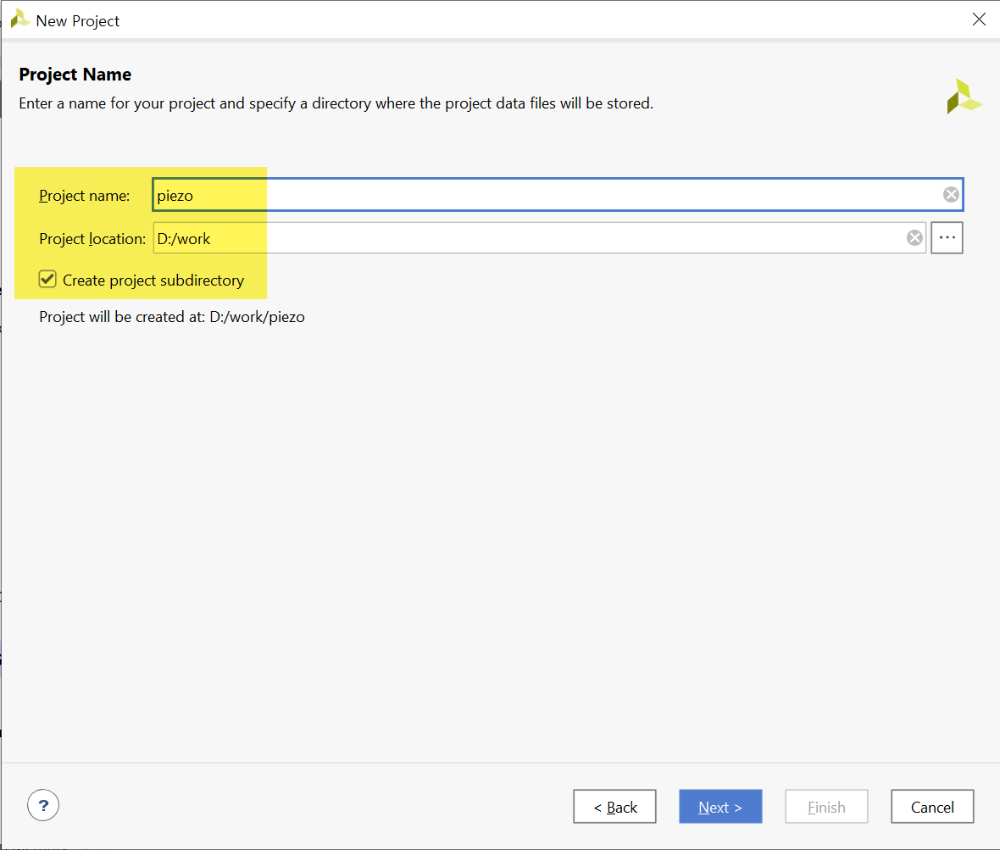 New Project
Project Name
Enter a name for your project and specify a directory where the project data files will be stored.
Project name: piezo
Project location: D:/work ...
Create project subdirectory
Project will be created at: D:/work/piezo
? < Back Next > Finish Cancel